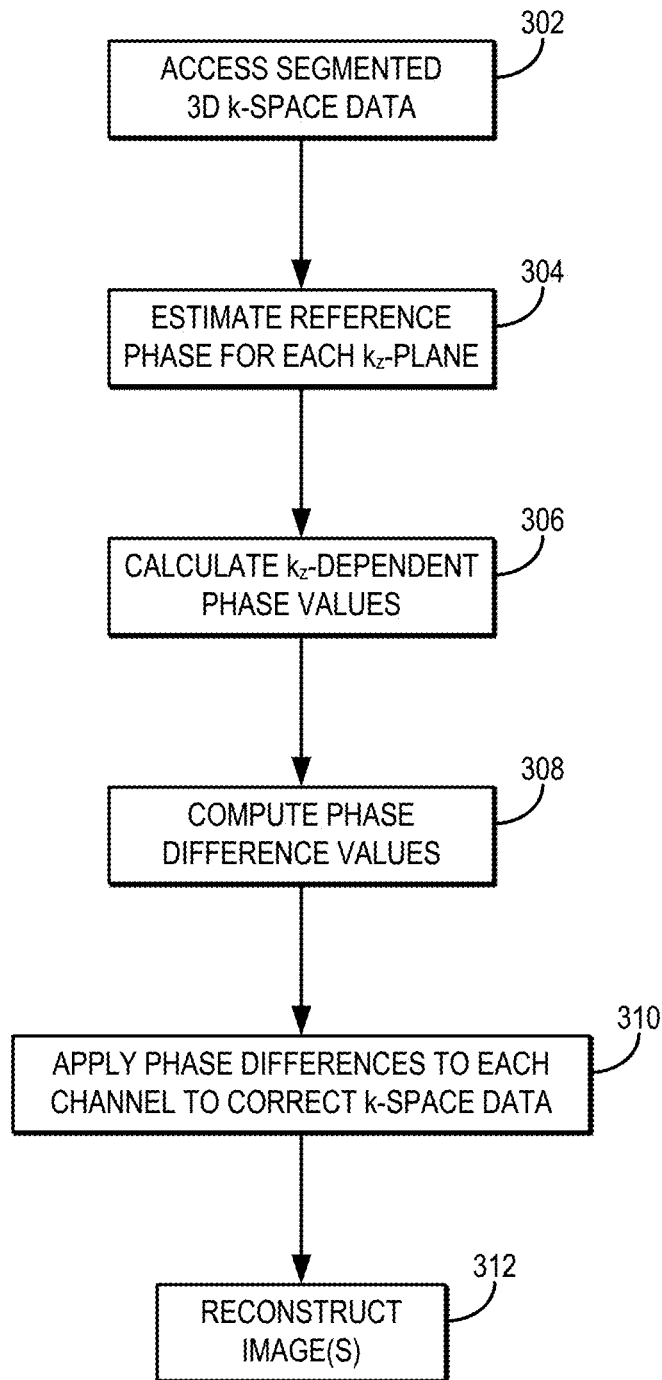 302
ACCESS SEGMENTED
3D k-SPACE DATA
304
ESTIMATE REFERENCE
PHASE FOR EACH kz-PLANE
306
CALCULATE kz-DEPENDENT
PHASE VALUES
308
COMPUTE PHASE
DIFFERENCE VALUES
310
APPLY PHASE DIFFERENCES TO EACH
CHANNEL TO CORRECT k-SPACE DATA
312
RECONSTRUCT
IMAGE(S)